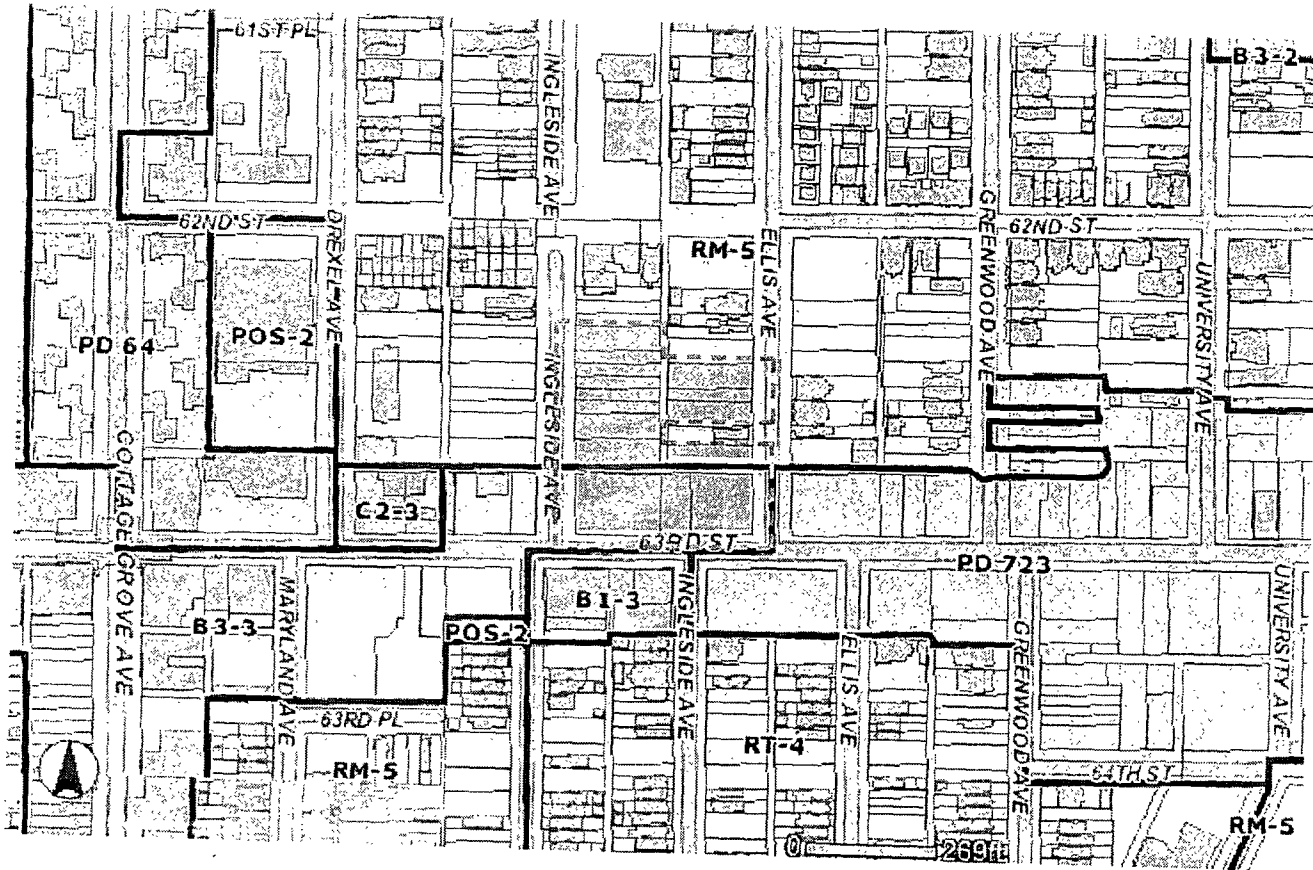 61ST PL
B3-2
INGLESIDE AVE
62ND ST
DREXEL AVE
RM-5
ELLIS AVE
GREENWOOD AVE
62ND ST
UNIVERSITY AVE
PD 64
POS-2
INGLESIDE AVE
COTTAGE GROVE AVE
C2-3
63RD ST
PD 723
B3-3
MARYLAND AVE
POS-2
B1-3
INGLESIDE AVE
ELLIS AVE
GREENWOOD AVE
UNIVERSITY AVE
63RD PL
RM-5
RT-4
64TH ST
RM-5
0 269ft